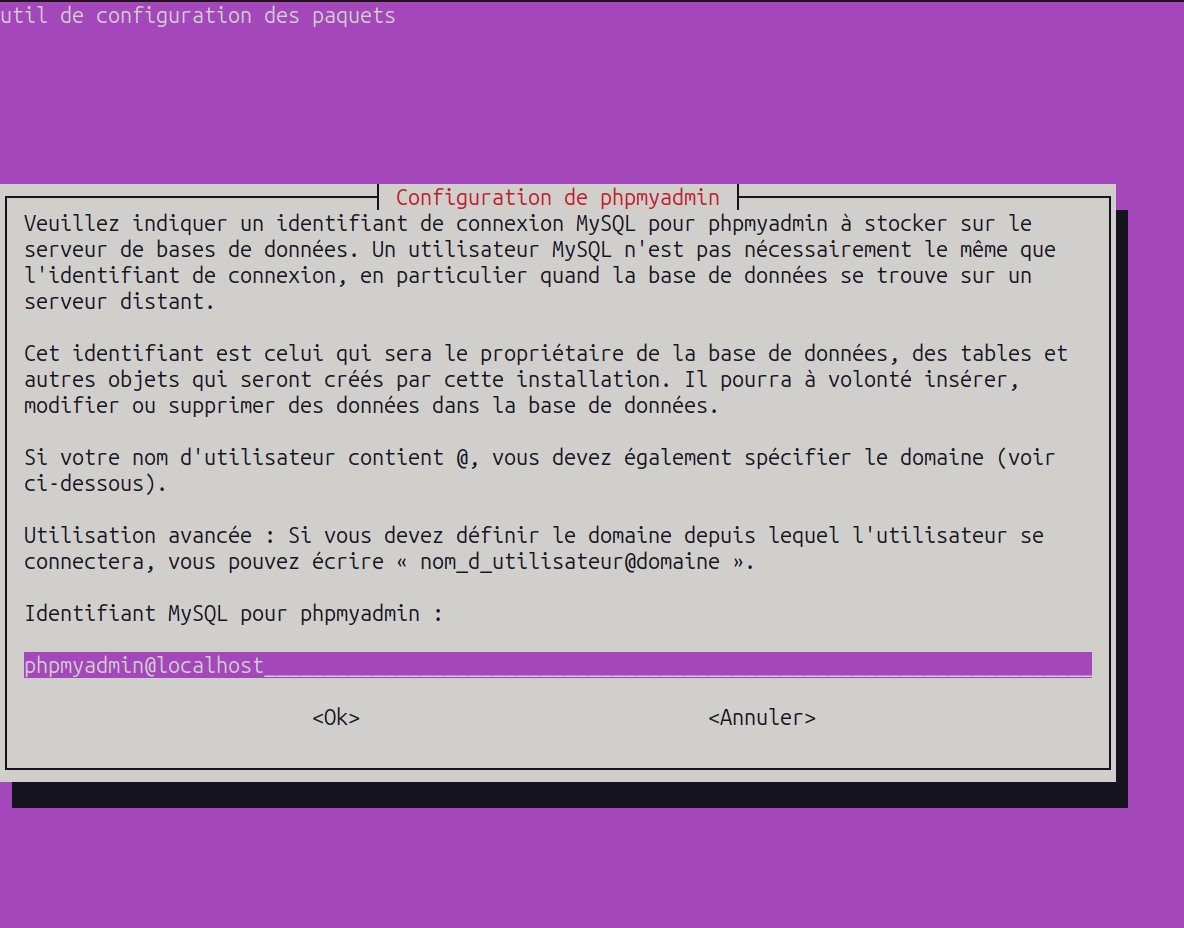 util de configuration des paquets
Configuration de phpmyadmin
Veuillez indiquer un identifiant de connexion MySQL pour phpmyadmin à stocker sur le
serveur de bases de données. Un utilisateur MySQL n'est pas nécessairement le même que
l'identifiant de connexion, en particulier quand la base de données se trouve sur un
serveur distant.
Cet identifiant est celui qui sera le propriétaire de la base de données, des tables et
autres objets qui seront créés par cette installation. Il pourra à volonté insérer,
modifier ou supprimer des données dans la base de données.
Si votre nom d'utilisateur contient @, vous devez également spécifier le domaine (voir
ci-dessous).
Utilisation avancée : Si vous devez définir le domaine depuis lequel l'utilisateur se
connectera, vous pouvez écrire « nom_d_utilisateur@domaine ».
Identifiant MySQL pour phpmyadmin :
phpmyadmin@localhost
<Ok> <Annuler>